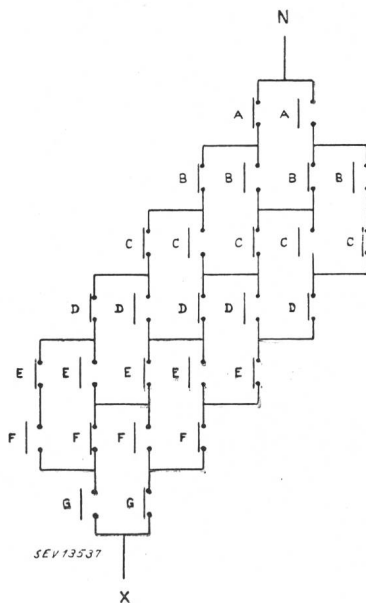 N
A A
B B B B
C C C C C
D D D D D
E E E E E
F F F F
G G
SEV 13537
X